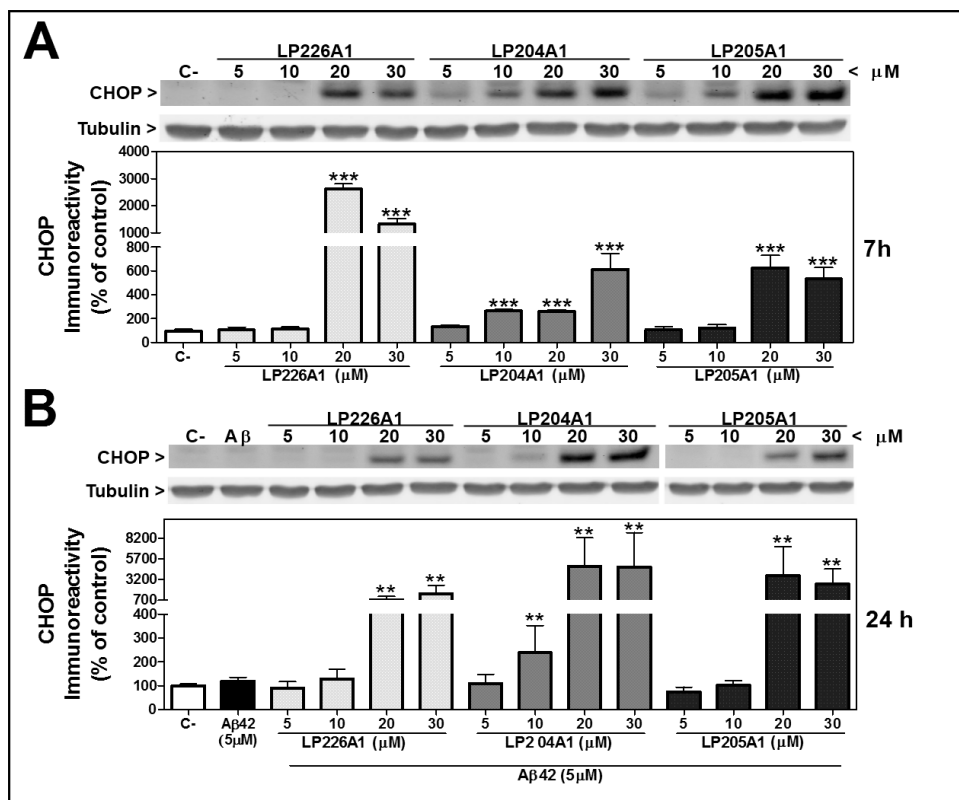 A
LP226A1 LP204A1 LP205A1
C- 5 10 20 30 5 10 20 30 5 10 20 30 < μM
CHOP >
Tubulin >
CHOP
Immunoreactivity
(% of control)
4000
3000
2000
1000
800
600
400
200
0
*** *** *** *** *** *** ***
7h
C- 5 10 20 30 5 10 20 30 5 10 20 30
LP226A1 (μM) LP204A1 (μM) LP205A1 (μM)
B
LP226A1 LP204A1 LP205A1
C- Aβ 5 10 20 30 5 10 20 30 5 10 20 30 < μM
CHOP >
Tubulin >
CHOP
Immunoreactivity
(% of control)
8200
5700
3200
700
400
300
200
100
0
** ** ** ** ** ** **
24 h
C- Aβ42 5 10 20 30 5 10 20 30 5 10 20 30
(5μM)
LP226A1 (μM) LP2 04A1 (μM) LP205A1 (μM)
Aβ42 (5μM)